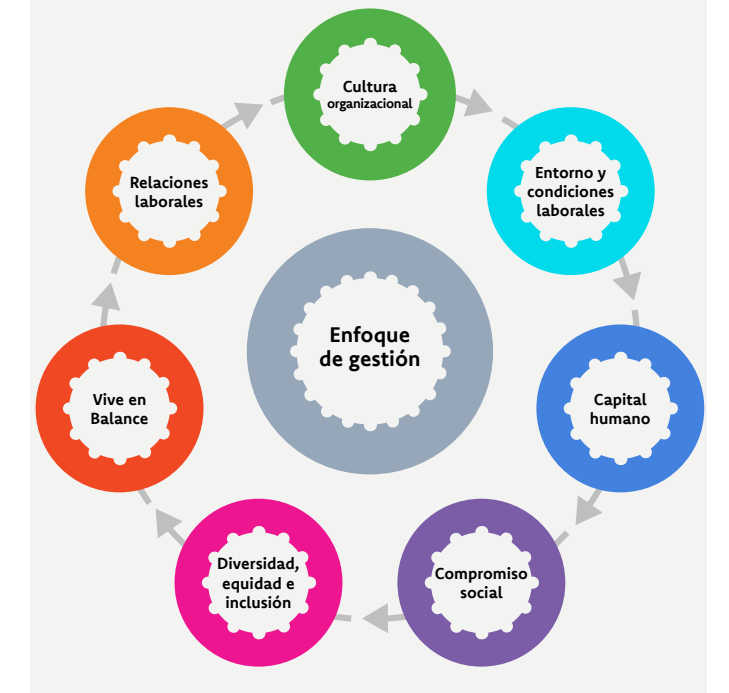 Cultura
organizacional
Entorno y
condiciones
laborales
Capital
humano
Compromiso
social
Diversidad,
equidad e
inclusión
Vive en
Balance
Relaciones
laborales
Enfoque
de gestión